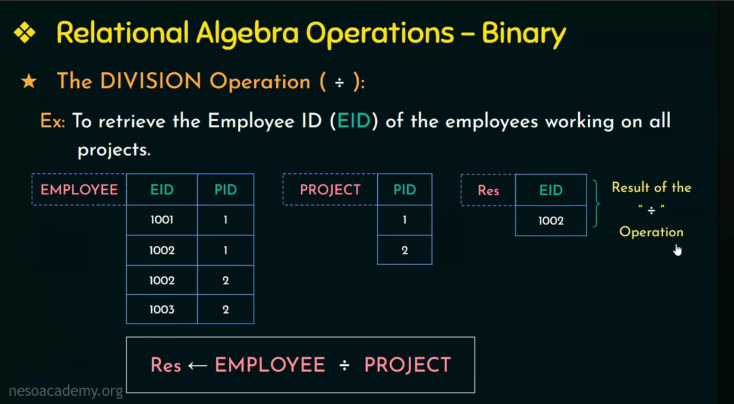 ❖ Relational Algebra Operations – Binary
★ The DIVISION Operation ( ÷ ):
Ex: To retrieve the Employee ID (EID) of the employees working on all
projects.
EMPLOYEE EID PID
1001 1
1002 1
1002 2
1003 2
PROJECT PID
1
2
Res EID
1002
Result of the
" ÷ "
Operation
Res ← EMPLOYEE ÷ PROJECT
nesoacademy.org